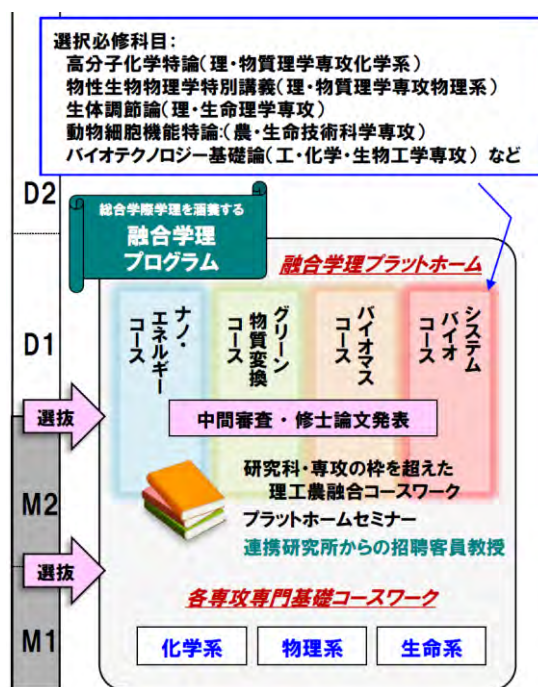 選択必修科目:
高分子化学特論(理・物質理学専攻化学系)
物性生物物理学特別講義(理・物質理学専攻物理系)
生体調節論(理・生命理学専攻)
動物細胞機能特論:(農・生命技術科学専攻)
バイオテクノロジー基礎論(工・化学・生物工学専攻) など
D2
総合学際学理を涵養する
融合学理
プログラム
融合学理プラットホーム
D1
ナノ・
エネルギー
コース
グリーン
物質変換
コース
バイオマス
コース
システム
バイオ
コース
選抜
中間審査・修士論文発表
M2
研究科・専攻の枠を超えた
理工農融合コースワーク
プラットホームセミナー
連携研究所からの招聘客員教授
選抜
各専攻専門基礎コースワーク
M1
化学系
物理系
生命系